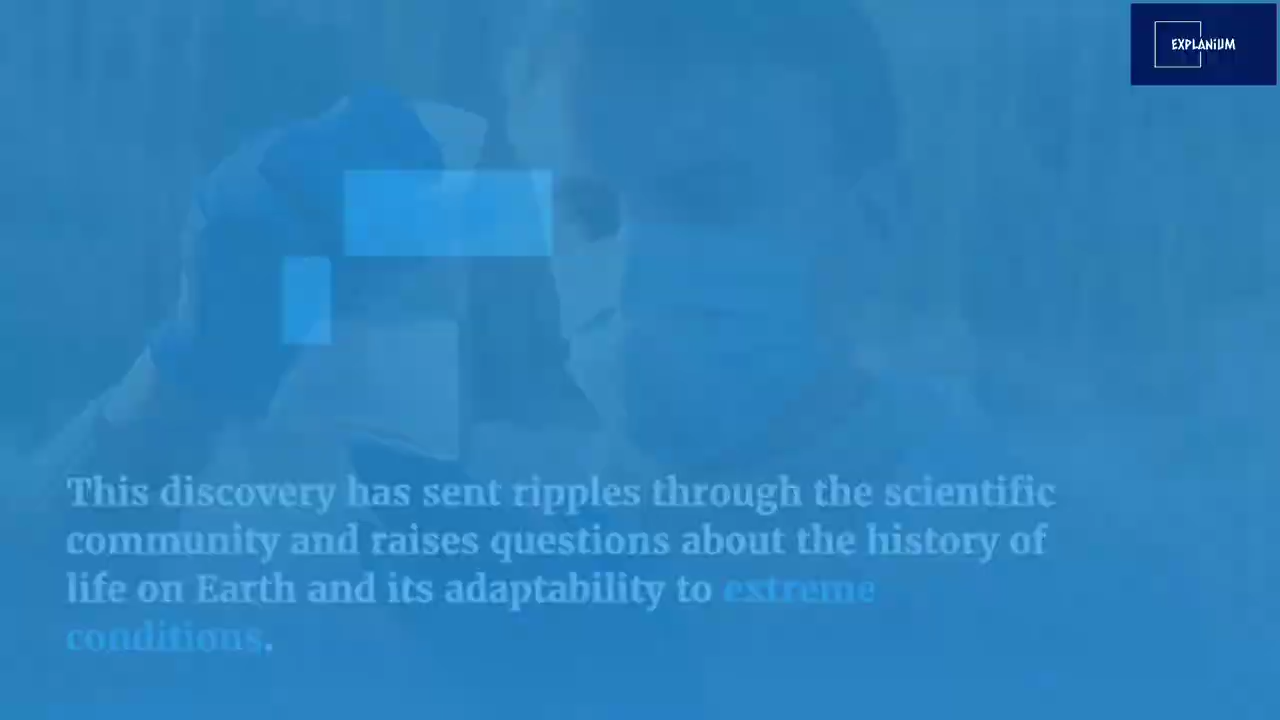 EXPLANiUM
This discovery has sent ripples through the scientific
community and raises questions about the history of
life on Earth and its adaptability to extreme
conditions.